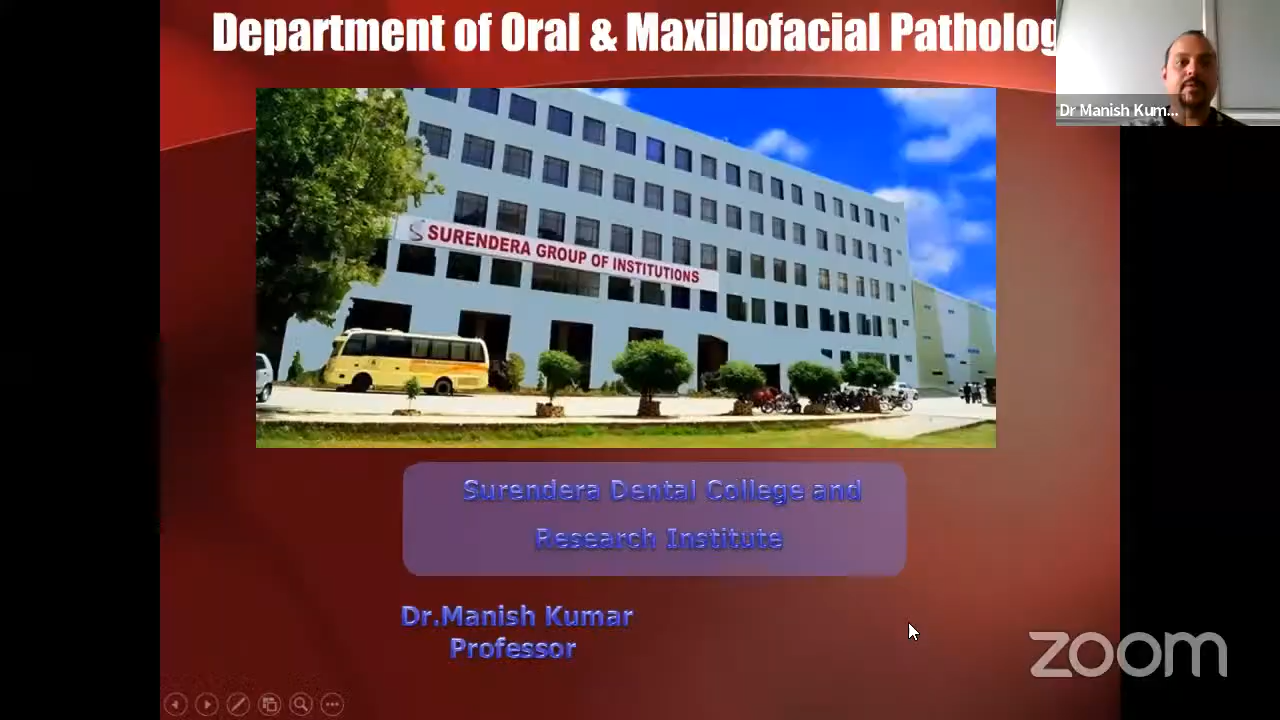 Department of Oral & Maxillofacial Patholog
Dr Manish Kum...
SURENDERA GROUP OF INSTITUTIONS
Surendera Dental College and
Research Institute
Dr.Manish Kumar
Professor
zoom